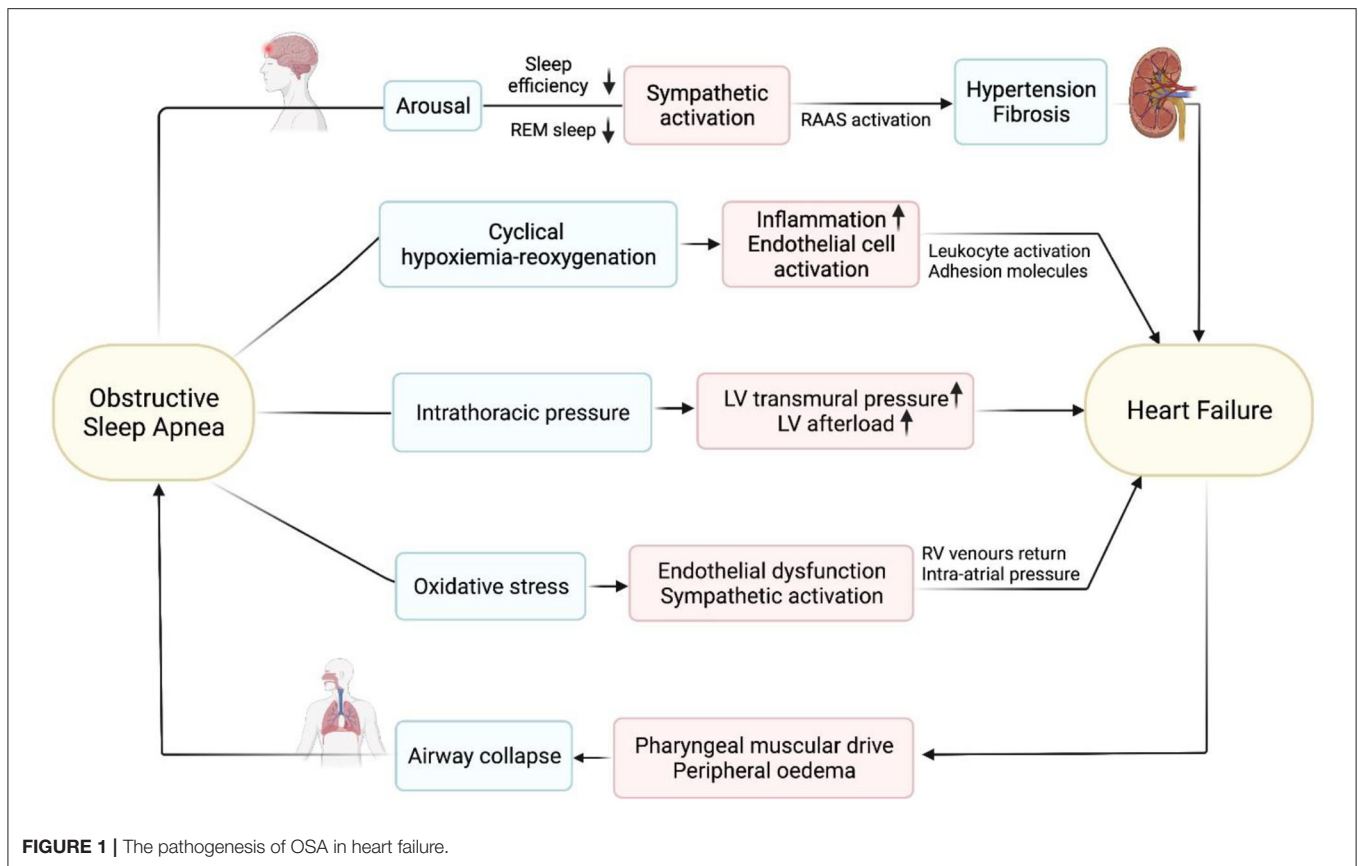 Sleep
efficiency
REM sleep
Arousal
Sympathetic
activation
RAAS activation
Hypertension
Fibrosis
Cyclical
hypoxiemia-reoxygenation
Inflammation
Endothelial cell
activation
Leukocyte activation
Adhesion molecules
Obstructive
Sleep Apnea
Intrathoracic pressure
LV transmural pressure
LV afterload
Heart Failure
Oxidative stress
Endothelial dysfunction
Sympathetic activation
RV venours return
Intra-atrial pressure
Airway collapse
Pharyngeal muscular drive
Peripheral oedema
FIGURE 1 | The pathogenesis of OSA in heart failure.